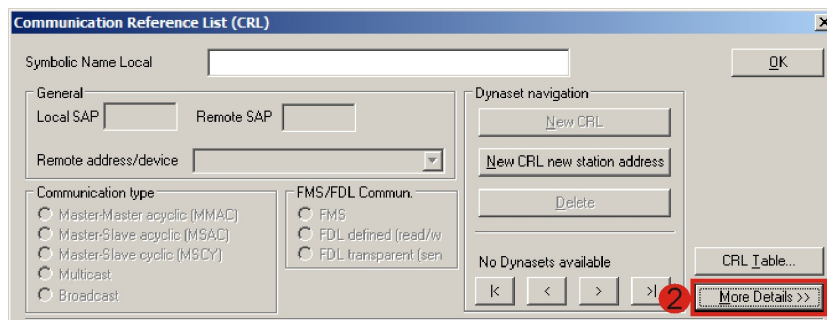 Communication Reference List (CRL)
Symbolic Name Local
OK
General
Local SAP
Remote SAP
Remote address/device
Dynaset navigation
New CRL
New CRL new station address
Delete
Communication type
Master-Master acyclic (MMAC)
Master-Slave acyclic (MSAC)
Master-Slave cyclic (MSCY)
Multicast
Broadcast
FMS/FDL Commun.
FMS
FDL defined (read/w
FDL transparent (sen
No Dynasets available
|<
<
>
>|
CRL Table...
2
More Details >>